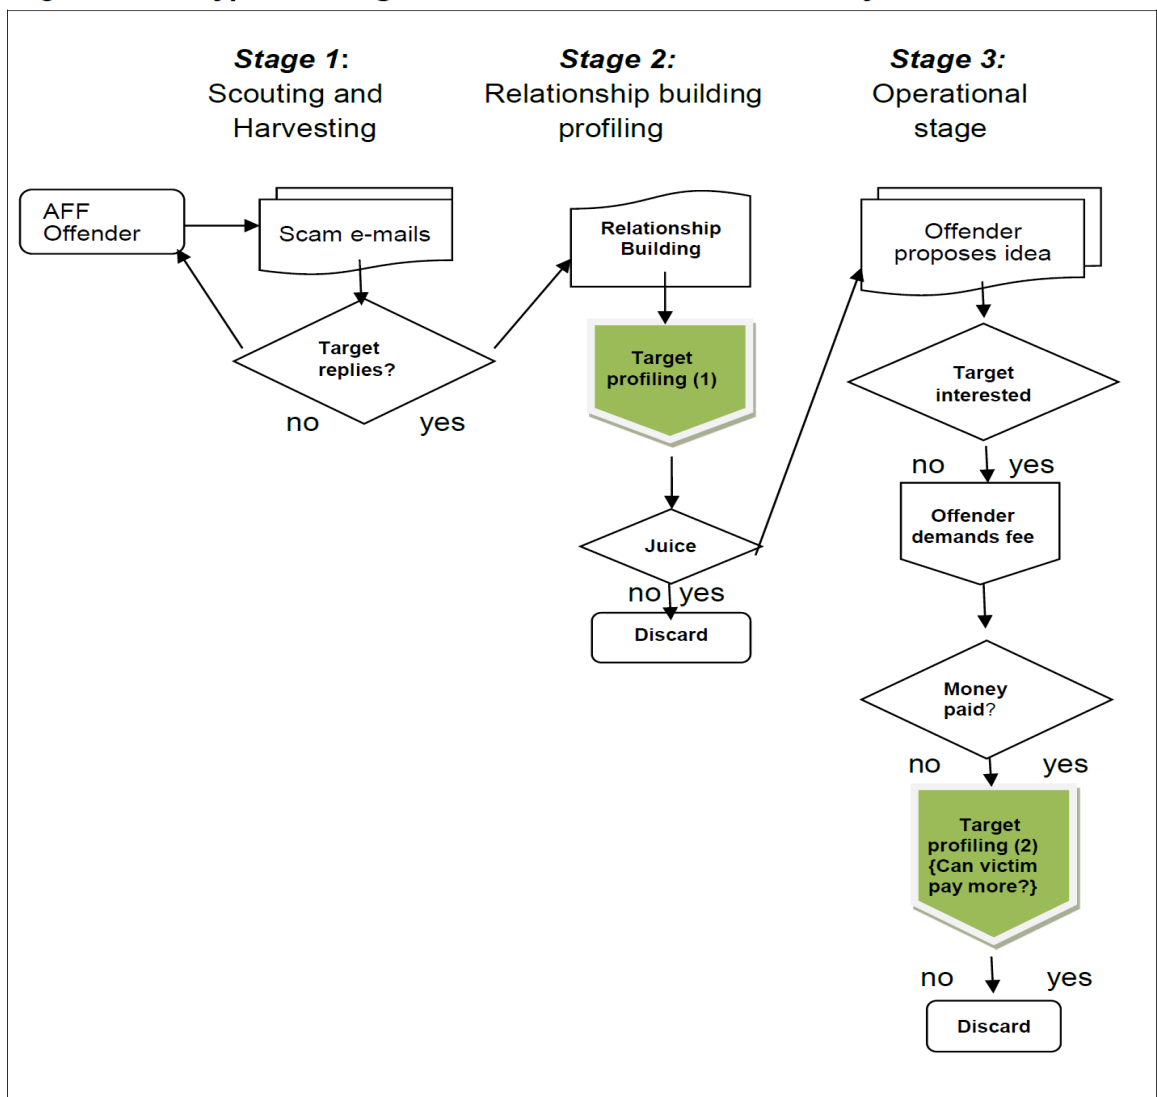 Stage 1:
Scouting and
Harvesting
Stage 2:
Relationship building
profiling
Stage 3:
Operational
stage
AFF
Offender
Scam e-mails
Target
replies?
no yes
Relationship
Building
Target
profiling (1)
Juice
no yes
Discard
Offender
proposes idea
Target
interested
no yes
Offender
demands fee
Money
paid?
no yes
Target
profiling (2)
{Can victim
pay more?}
no yes
Discard